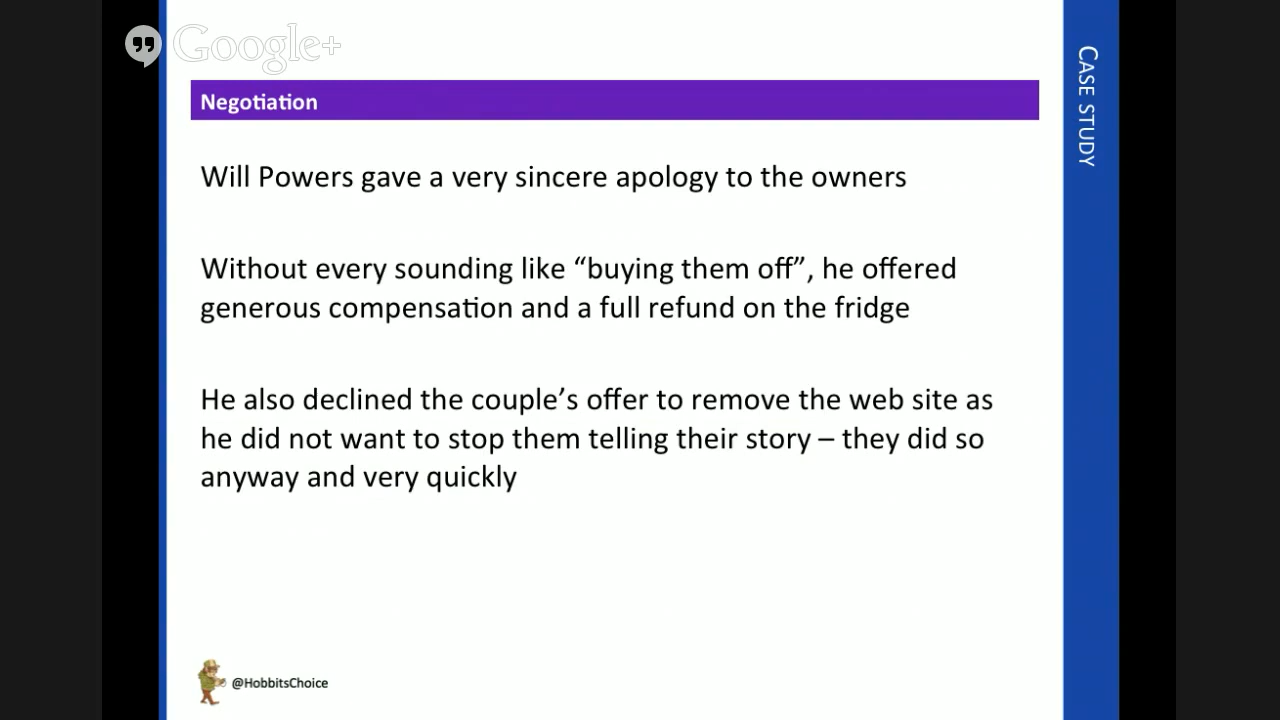 Google+
CASE STUDY
Negotiation
Will Powers gave a very sincere apology to the owners
Without every sounding like “buying them off”, he offered
generous compensation and a full refund on the fridge
He also declined the couple’s offer to remove the web site as
he did not want to stop them telling their story – they did so
anyway and very quickly
@HobbitsChoice